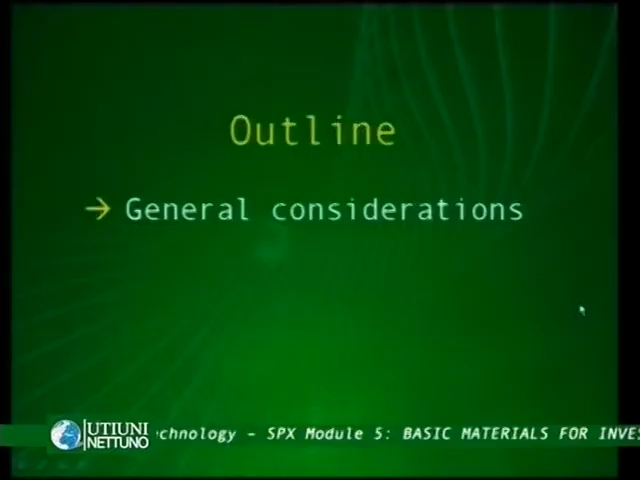 Outline
→ General considerations
UTIUNI
NETTUNO
chnology - SPX Module 5: BASIC MATERIALS FOR INVES